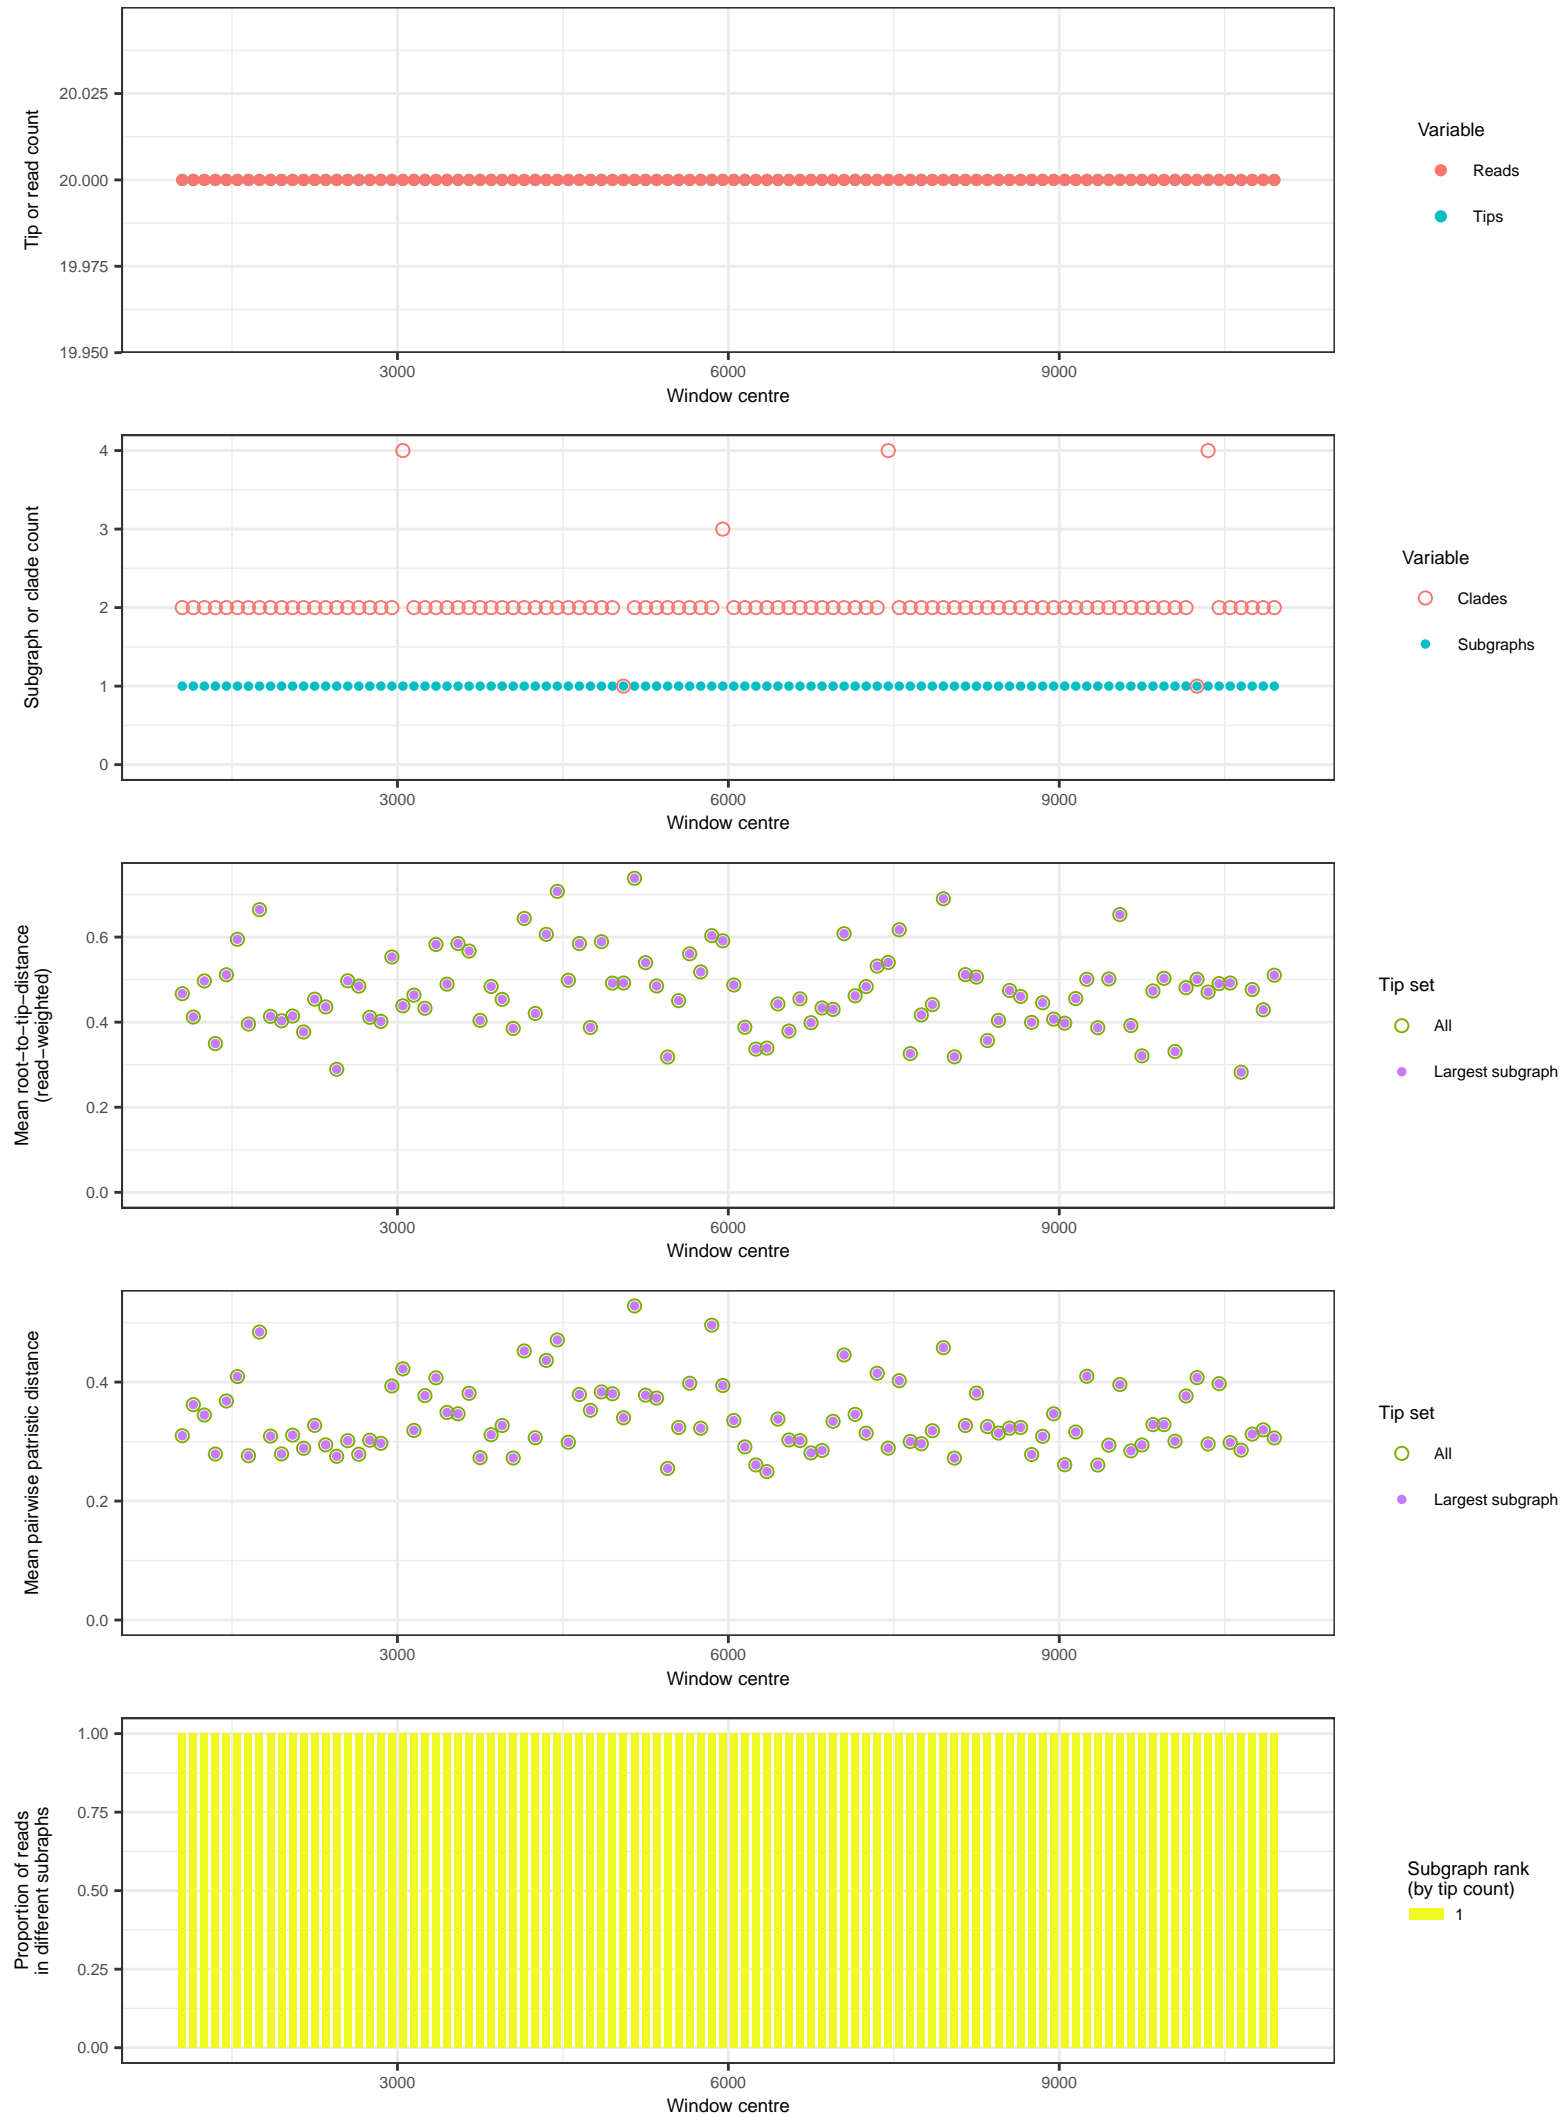 Tip or read count
20.025
20.000
19.975
19.950
3000
6000
9000
Window centre
Variable
Reads
Tips
Subgraph or clade count
4
3
2
1
0
3000
6000
9000
Window centre
Variable
Clades
Subgraphs
Mean root−to−tip−distance
(read−weighted)
0.6
0.4
0.2
0.0
3000
6000
9000
Window centre
Tip set
All
Largest subgraph
Mean pairwise patristic distance
0.4
0.2
0.0
3000
6000
9000
Window centre
Tip set
All
Largest subgraph
Proportion of reads
in different subraphs
1.00
0.75
0.50
0.25
0.00
3000
6000
9000
Window centre
Subgraph rank
(by tip count)
1